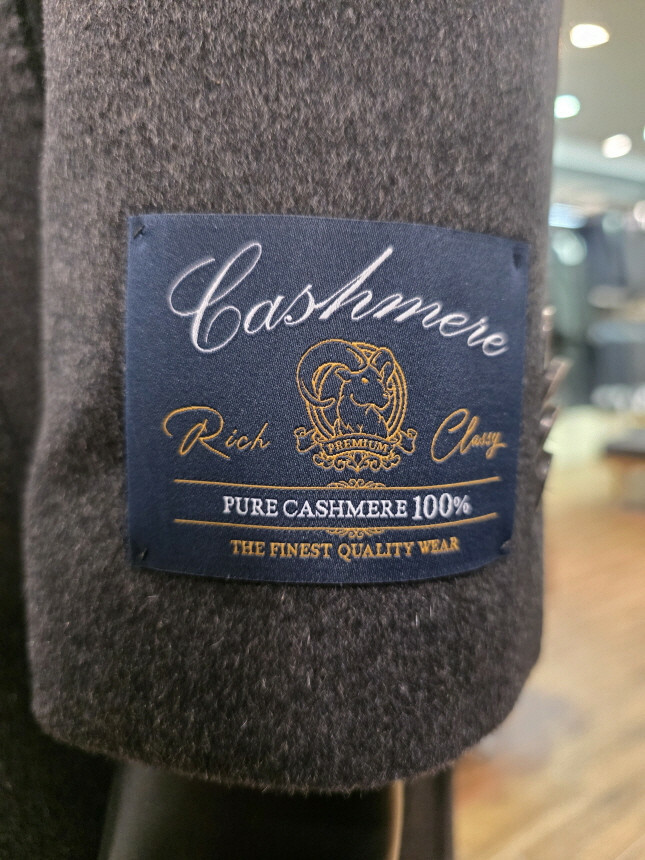 Cashmere
Rich Classy
PREMIUM
PURE CASHMERE 100%
THE FINEST QUALITY WEAR